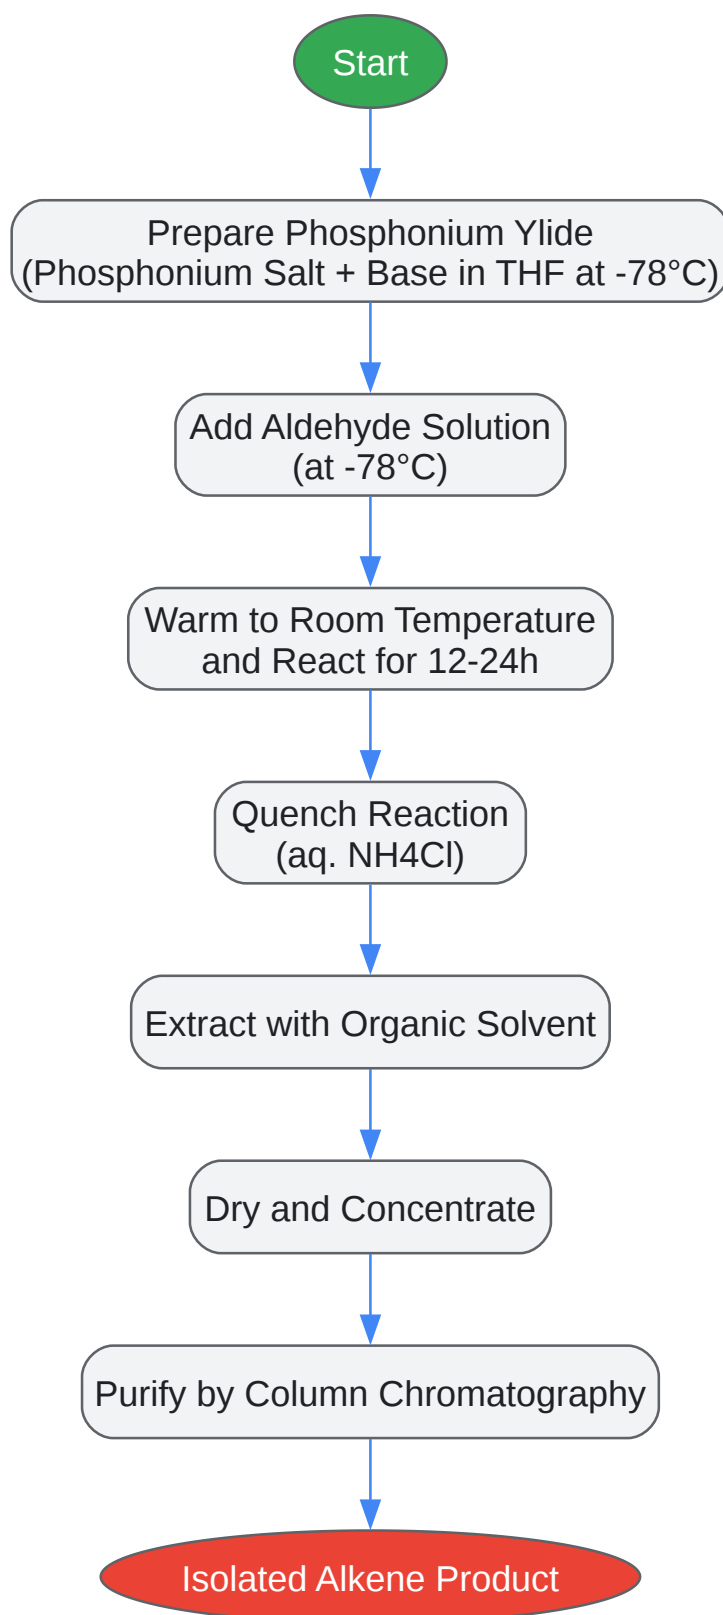 Start
Prepare Phosphonium Ylide
(Phosphonium Salt + Base in THF at -78°C)
Add Aldehyde Solution
(at -78°C)
Warm to Room Temperature
and React for 12-24h
Quench Reaction
(aq. NH4Cl)
Extract with Organic Solvent
Dry and Concentrate
Purify by Column Chromatography
Isolated Alkene Product